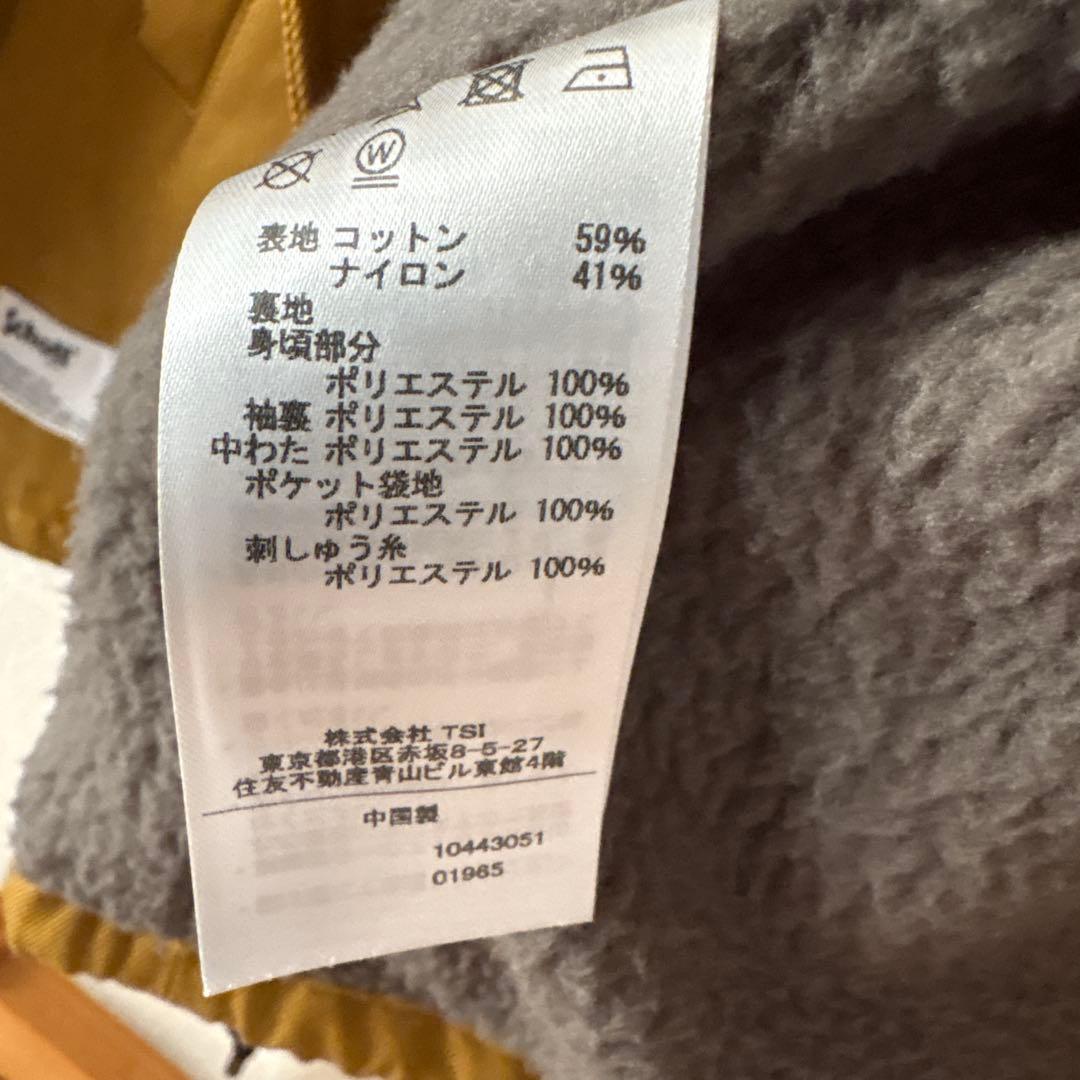 W
表地 コットン 59%
ナイロン 41%
裏地
身頃部分
ポリエステル 100%
袖裏 ポリエステル 100%
中わた ポリエステル 100%
ポケット袋地
ポリエステル 100%
刺しゅう糸
ポリエステル 100%
株式会社 TSI
東京都港区赤坂8-5-27
住友不動産青山ビル東館4階
中国製
10443051
01965
Schott